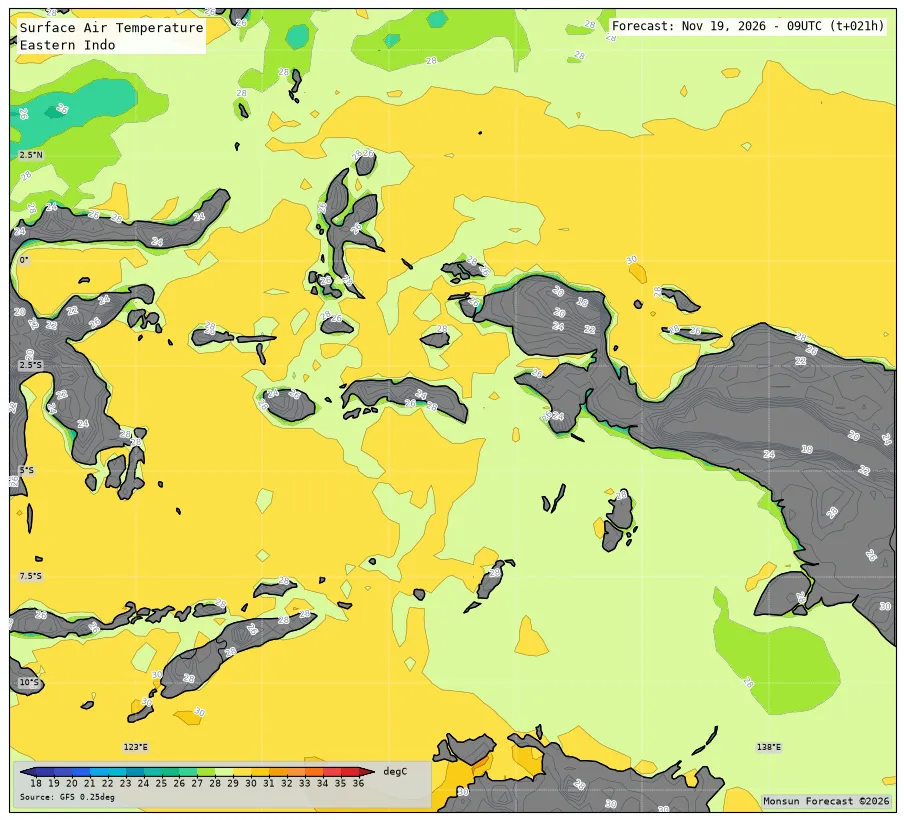 Surface Air Temperature
Eastern Indo
Forecast: Nov 19, 2026 - 09UTC (t+021h)
2.5°N
0°
2.5°S
5°S
7.5°S
10°S
123°E
138°E
degC
18 19 20 21 22 23 24 25 26 27 28 29 30 31 32 33 34 35 36
Source: GFS 0.25deg
Monsun Forecast ©2026